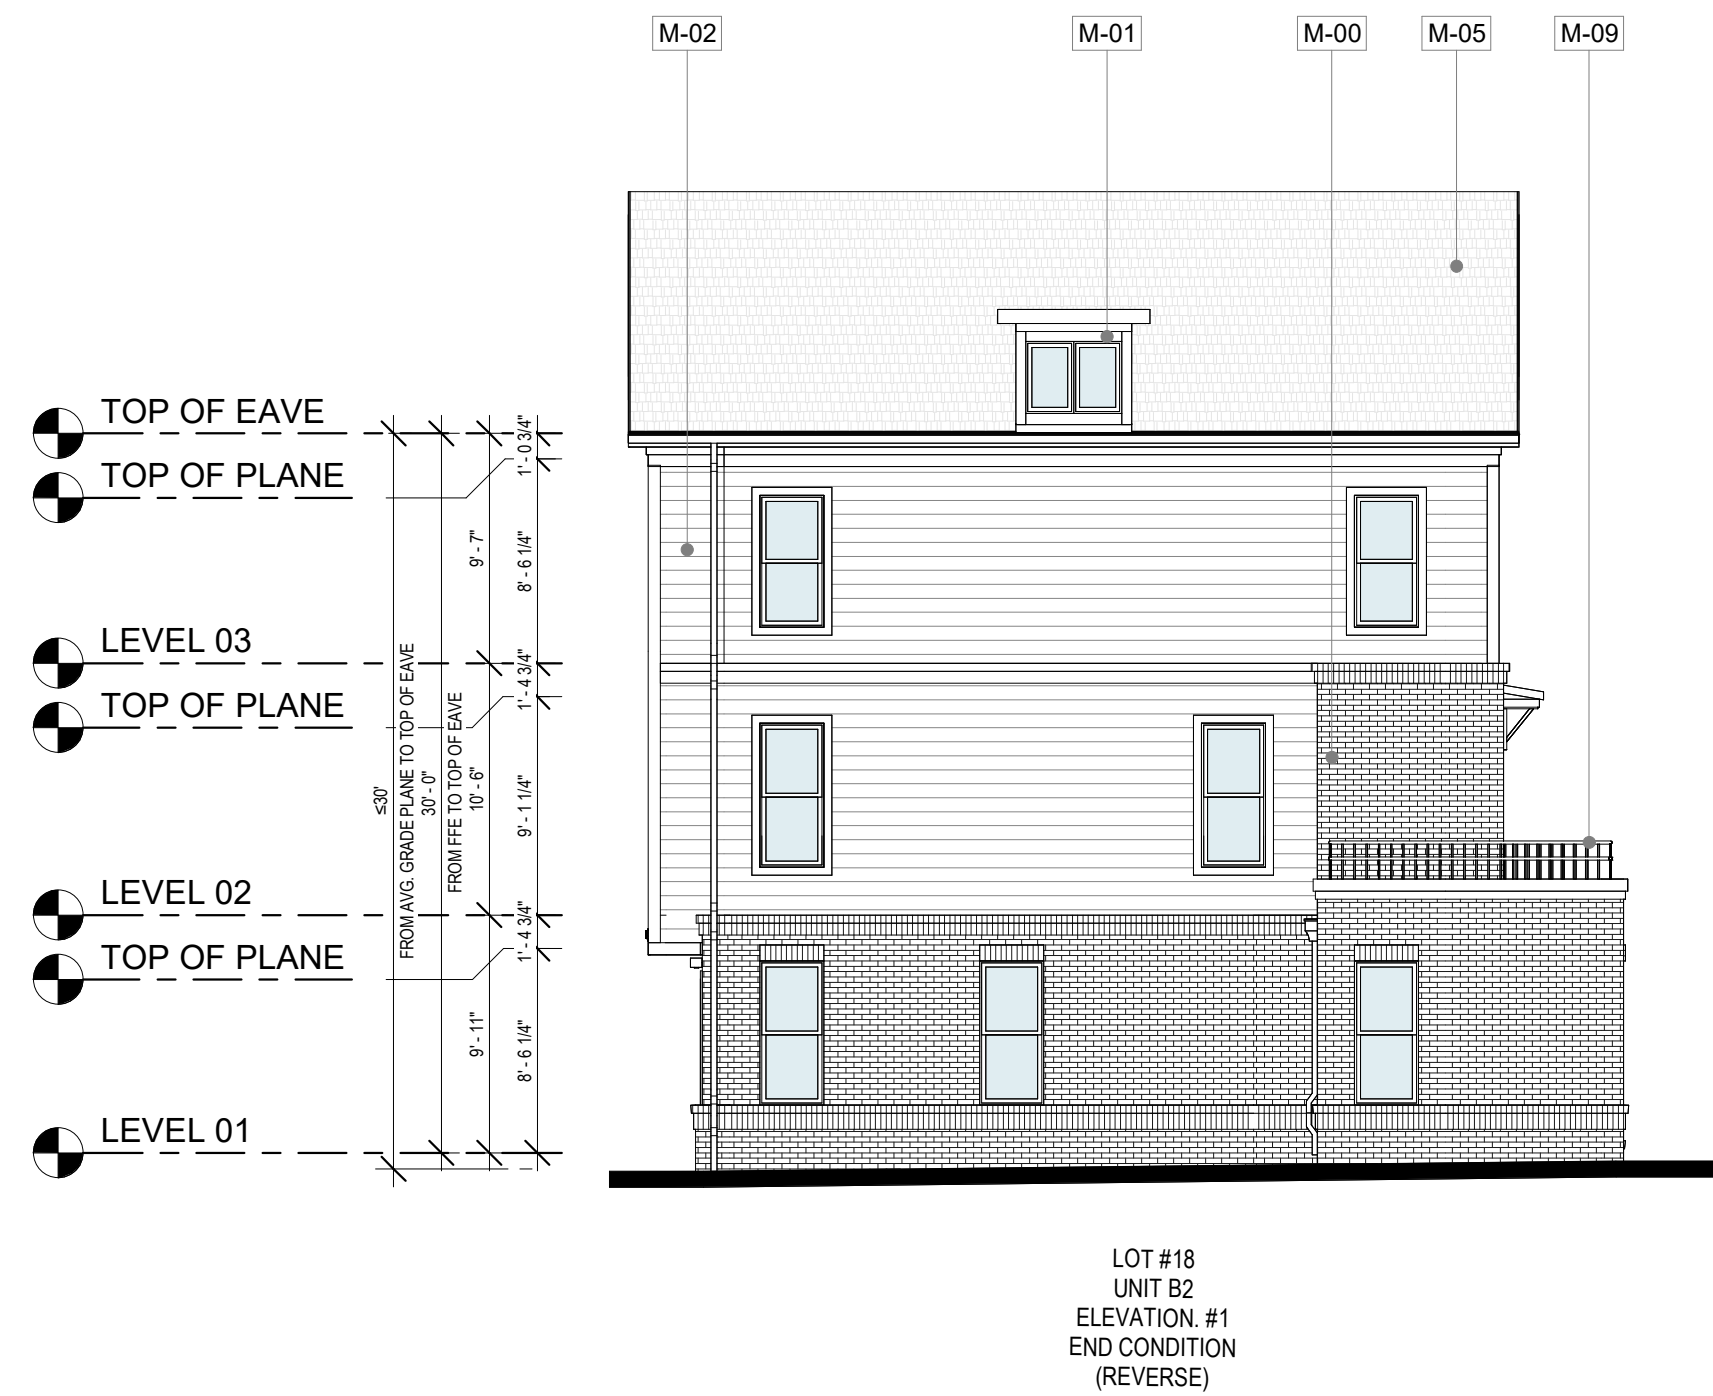 M-02
M-01
M-00
M-05
M-09
TOP OF EAVE
TOP OF PLANE
LEVEL 03
TOP OF PLANE
LEVEL 02
TOP OF PLANE
LEVEL 01
≤30'
FROM AVG. GRADE PLANE TO TOP OF EAVE
30' - 0"
FROM FFE TO TOP OF EAVE
9' - 7"
10' - 6"
9' - 11"
1' - 0 3/4"
8' - 6 1/4"
1' - 4 3/4"
9' - 1 1/4"
1' - 4 3/4"
8' - 6 1/4"
LOT #18
UNIT B2
ELEVATION. #1
END CONDITION
(REVERSE)